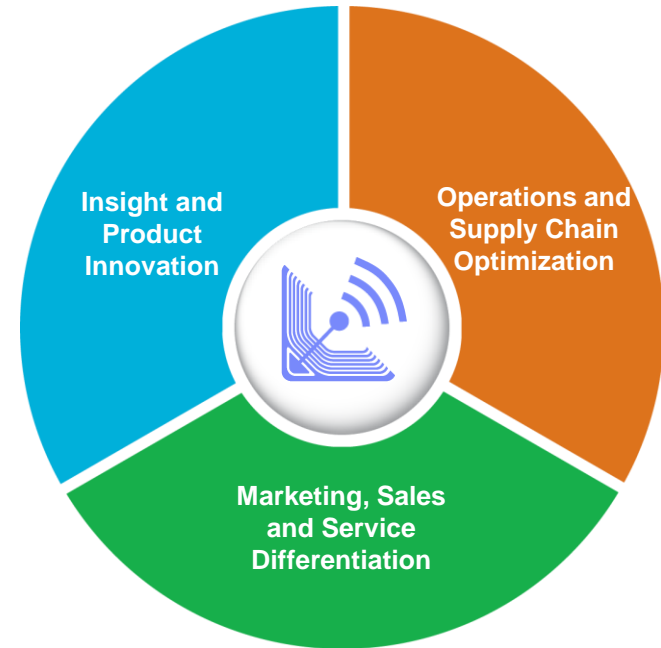 Insight and
Product
Innovation
Operations and
Supply Chain
Optimization
Marketing, Sales
and Service
Differentiation